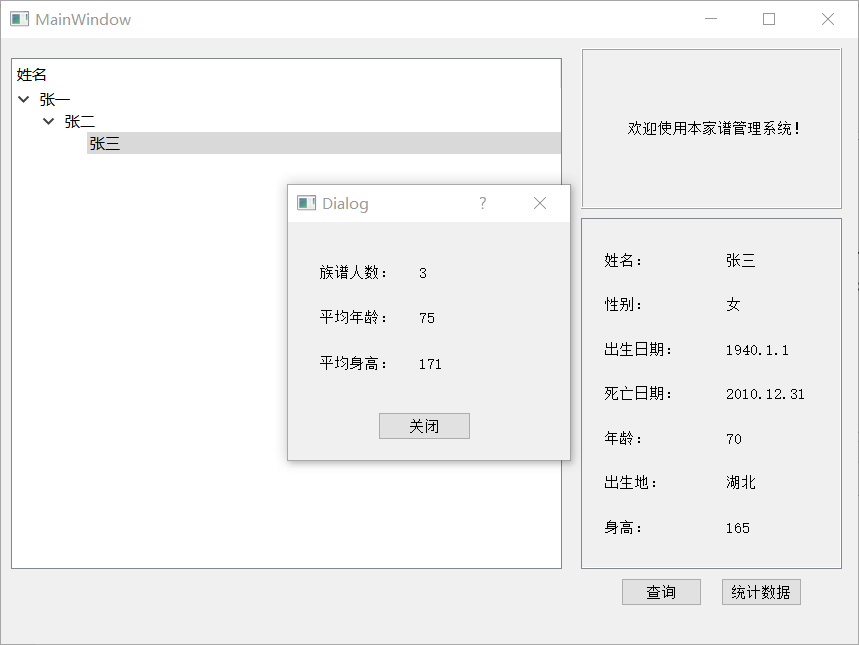 MainWindow
姓名
张一
张二
张三
欢迎使用本家谱管理系统!
Dialog ?
族谱人数： 3
平均年龄： 75
平均身高： 171
关闭
姓名： 张三
性别： 女
出生日期： 1940.1.1
死亡日期： 2010.12.31
年龄： 70
出生地： 湖北
身高： 165
查询 统计数据